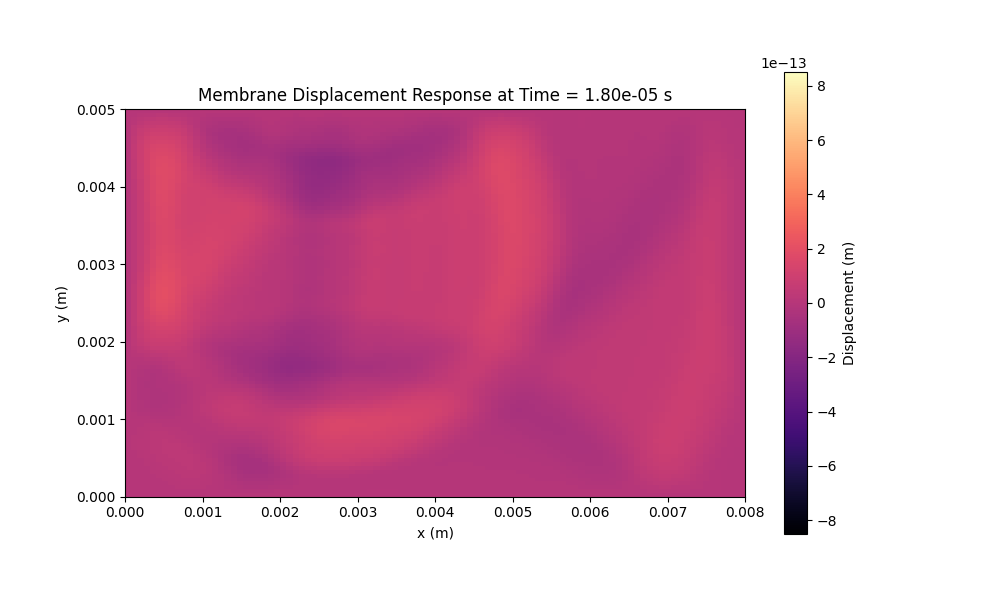 1e−13
Membrane Displacement Response at Time = 1.80e-05 s
0.005
0.004
0.003
0.002
0.001
0.000
y (m)
0.000 0.001 0.002 0.003 0.004 0.005 0.006 0.007 0.008
x (m)
8
6
4
2
0
−2
−4
−6
−8
Displacement (m)